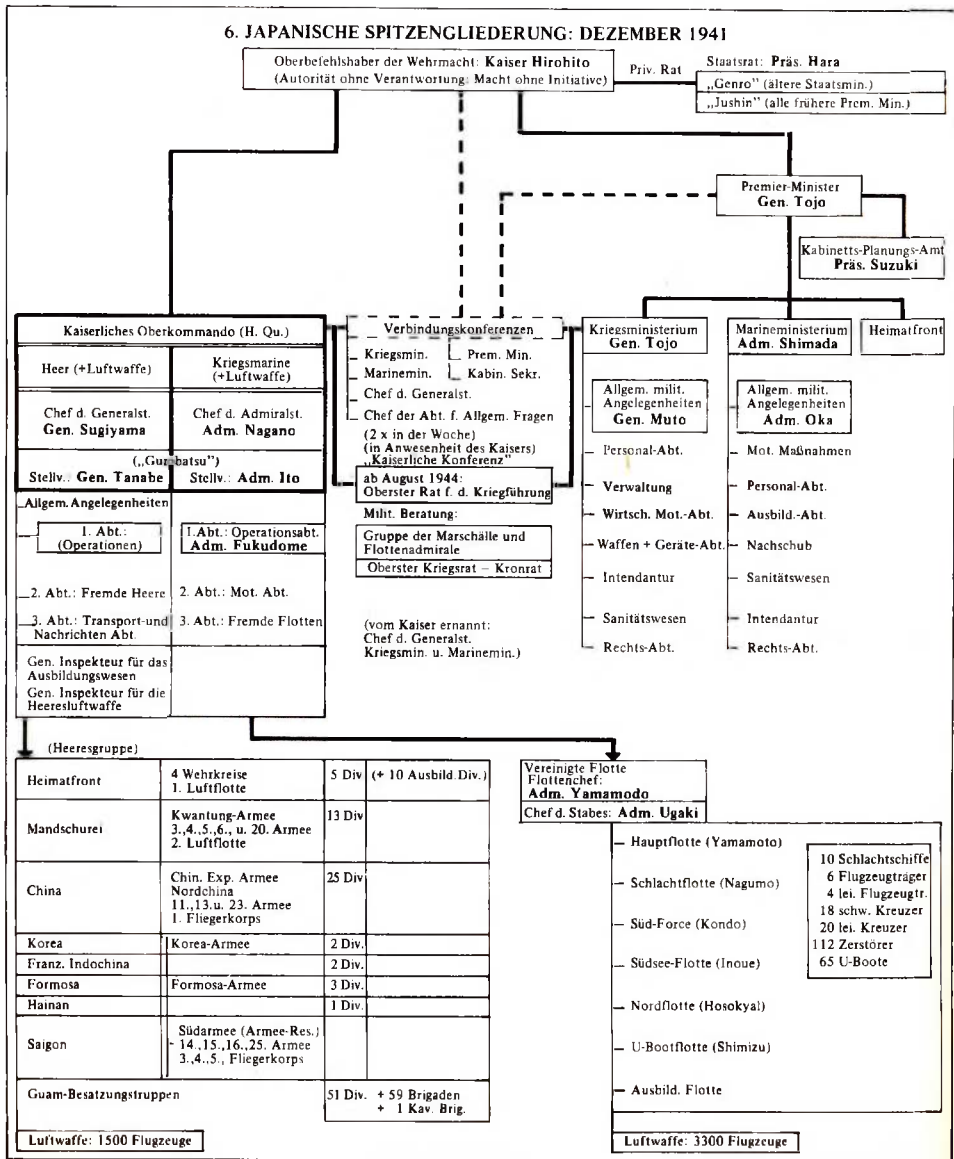 6. JAPANISCHE SPITZENGLIEDERUNG: DEZEMBER 1941
Oberbefehlshaber der Wehrmacht: Kaiser Hirohito
(Autorität ohne Verantwortung: Macht ohne Initiative)
Priv. Rat
Staatsrat: Präs. Hara
„Genro" (ältere Staatsmin.)
„Jushin" (alle frühere Prem. Min.)
Premier-Minister
Gen. Tojo
Kabinetts-Planungs-Amt
Präs. Suzuki
Kaiserliches Oberkommando (H. Qu.)
Heer (+Luftwaffe)
Kriegsmarine
(+Luftwaffe)
Chef d. Generalst.
Gen. Sugiyama
Chef d. Admiralst.
Adm. Nagano
(„Gumbatsu")
Stellv.: Gen. Tanabe
Stellv.: Adm. Ito
Allgem. Angelegenheiten
1. Abt.:
(Operationen)
1.Abt.: Operationsabt.
Adm. Fukudome
2. Abt.: Fremde Heere
2. Abt.: Mot. Abt.
3. Abt.: Transport-und
Nachrichten Abt.
3. Abt.: Fremde Flotten
Gen. Inspekteur für das
Ausbildungswesen
Gen. Inspekteur für die
Heeresluftwaffe
Verbindungskonferenzen
Kriegsmin.
Prem. Min.
Marinemin.
Kabin. Sekr.
Chef d. Generalst.
Chef der Abt. f. Allgem. Fragen
(2 x in der Woche)
(in Anwesenheit des Kaisers)
„Kaiserliche Konferenz"
ab August 1944:
Oberster Rat f. d. Kriegführung
Milit. Beratung:
Gruppe der Marschälle und
Flottenadmirale
Oberster Kriegsrat – Kronrat
(vom Kaiser ernannt:
Chef d. Generalst.
Kriegsmin. u. Marinemin.)
Kriegsministerium
Gen. Tojo
Allgem. milit.
Angelegenheiten
Gen. Muto
Personal-Abt.
Verwaltung
Wirtsch. Mot.-Abt.
Waffen + Geräte-Abt.
Intendantur
Sanitätswesen
Rechts-Abt.
Marineministerium
Adm. Shimada
Allgem. milit.
Angelegenheiten
Adm. Oka
Mot. Maßnahmen
Personal-Abt.
Ausbild.-Abt.
Nachschub
Sanitätswesen
Intendantur
Rechts-Abt.
Heimatfront
(Heeresgruppe)
Heimatfront
4 Wehrkreise
1. Luftflotte
5 Div
(+ 10 Ausbild. Div.)
Mandschurei
Kwantung-Armee
3.,4.,5.,6., u. 20. Armee
2. Luftflotte
13 Div
China
Chin. Exp. Armee
Nordchina
11.,13.u. 23. Armee
1. Fliegerkorps
25 Div
Korea
Korea-Armee
2 Div.
Franz. Indochina
2 Div.
Formosa
Formosa-Armee
3 Div.
Hainan
1 Div.
Saigon
Südarmee (Armee-Res.)
14.,15.,16.,25. Armee
3.,4.,5., Fliegerkorps
Guam-Besatzungstruppen
51 Div. + 59 Brigaden
+ 1 Kav. Brig.
Luftwaffe: 1500 Flugzeuge
Vereinigte Flotte
Flottenchef:
Adm. Yamamodo
Chef d. Stabes: Adm. Ugaki
Hauptflotte (Yamamoto)
Schlachtflotte (Nagumo)
Süd-Force (Kondo)
Südsee-Flotte (Inoue)
Nordflotte (Hosokyal)
U-Bootflotte (Shimizu)
Ausbild. Flotte
10 Schlachtschiffe
6 Flugzeugträger
4 lei. Flugzeugtr.
18 schw. Kreuzer
20 lei. Kreuzer
112 Zerstörer
65 U-Boote
Luftwaffe: 3300 Flugzeuge